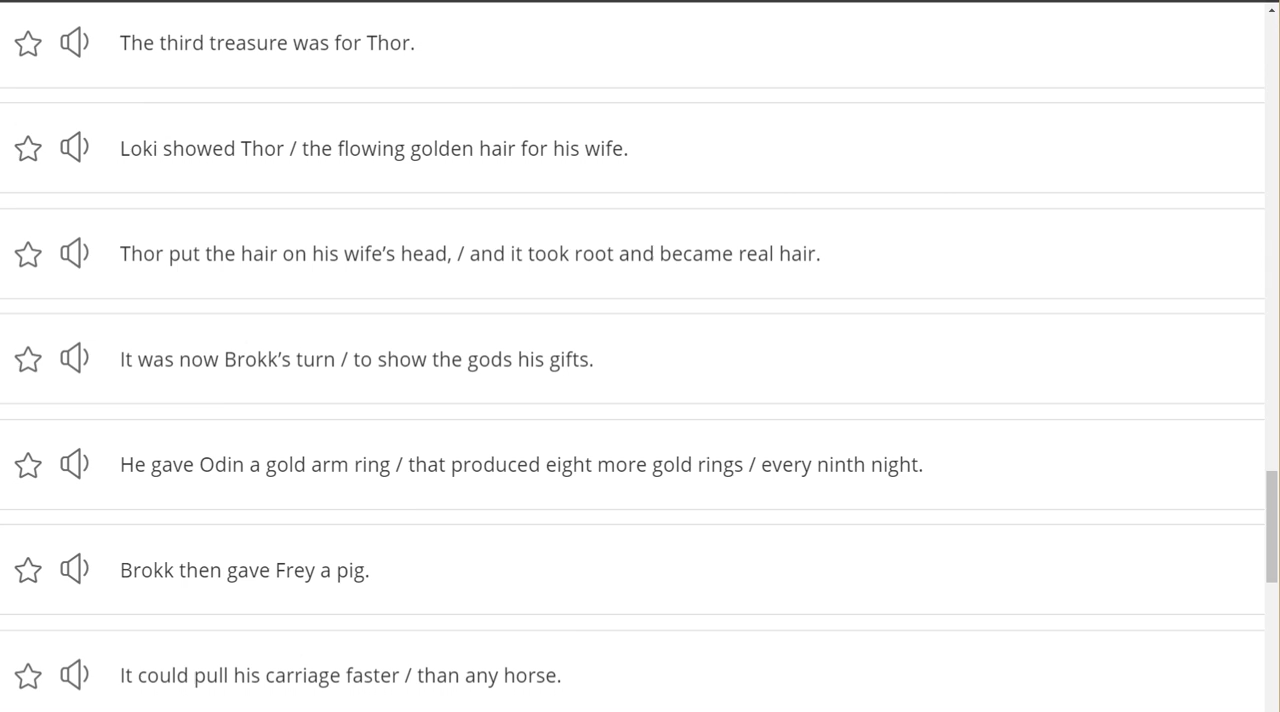 The third treasure was for Thor.
Loki showed Thor / the flowing golden hair for his wife.
Thor put the hair on his wife’s head, / and it took root and became real hair.
It was now Brokk’s turn / to show the gods his gifts.
He gave Odin a gold arm ring / that produced eight more gold rings / every ninth night.
Brokk then gave Frey a pig.
It could pull his carriage faster / than any horse.